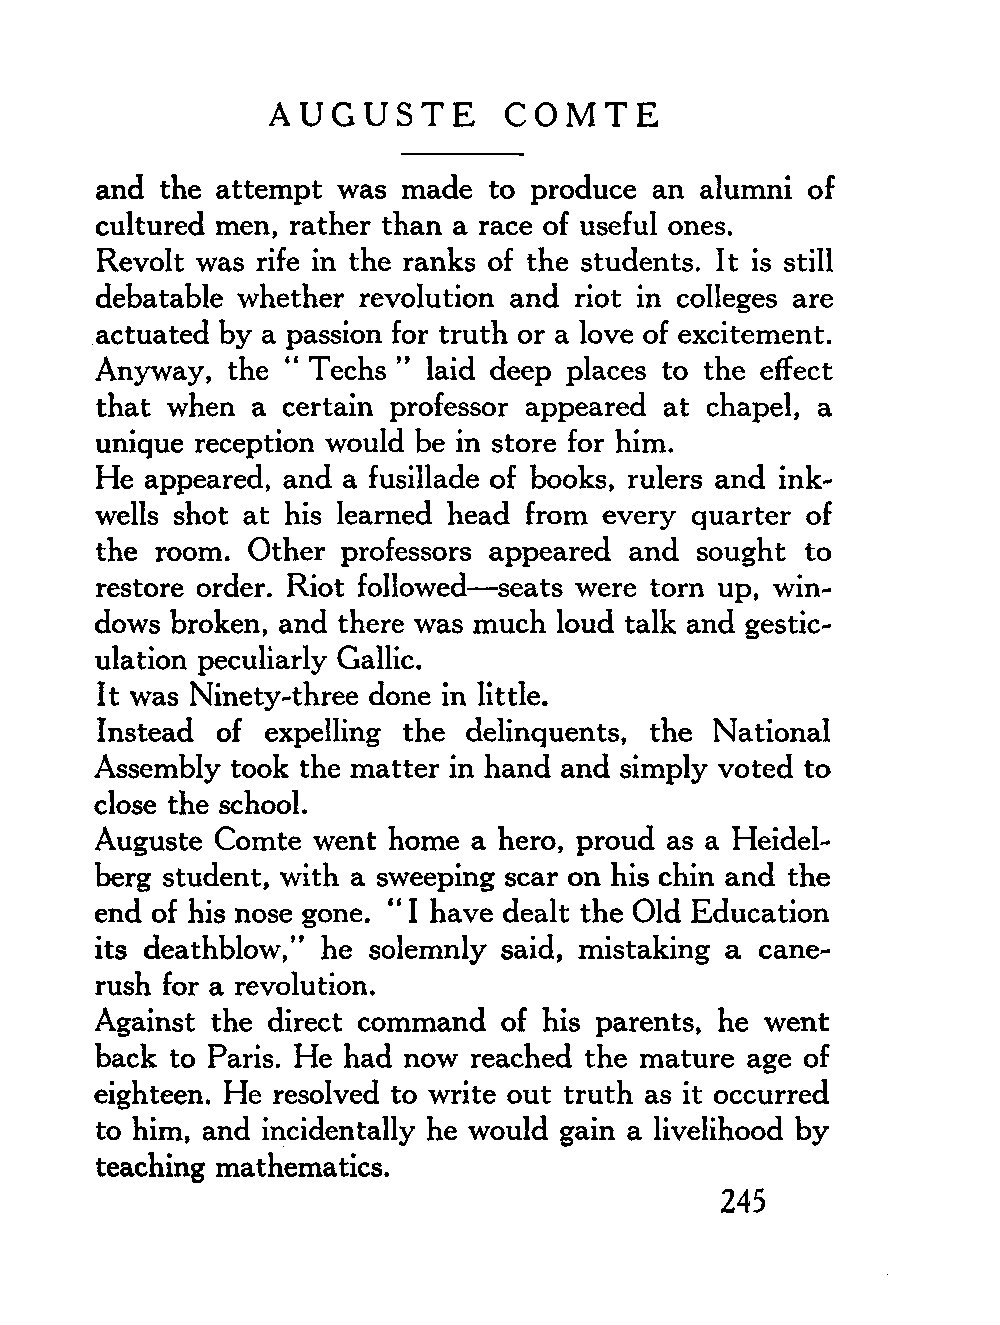 AUGUSTE COMTE
and the attempt was made to produce an alumni of
cultured men, rather than a race of useful ones.
Revolt was rife in the ranks of the students. It is still
debatable whether revolution and riot in colleges are
actuated by a passion for truth or a love of excitement.
Anyway, the “ Techs ” laid deep places to the effect
that when a certain professor appeared at chapel, a
unique reception would be in store for him.
He appeared, and a fusillade of books, rulers and ink-
wells shot at his learned head from every quarter of
the room. Other professors appeared and sought to
restore order. Riot followed—seats were torn up, win-
dows broken, and there was much loud talk and gestic-
ulation peculiarly Gallic.
It was Ninety-three done in little.
Instead of expelling the delinquents, the National
Assembly took the matter in hand and simply voted to
close the school.
Auguste Comte went home a hero, proud as a Heidel-
berg student, with a sweeping scar on his chin and the
end of his nose gone. “I have dealt the Old Education
its deathblow,” he solemnly said, mistaking a cane-
rush for a revolution.
Against the direct command of his parents, he went
back to Paris. He had now reached the mature age of
eighteen. He resolved to write out truth as it occurred
to him, and incidentally he would gain a livelihood by
teaching mathematics.
245